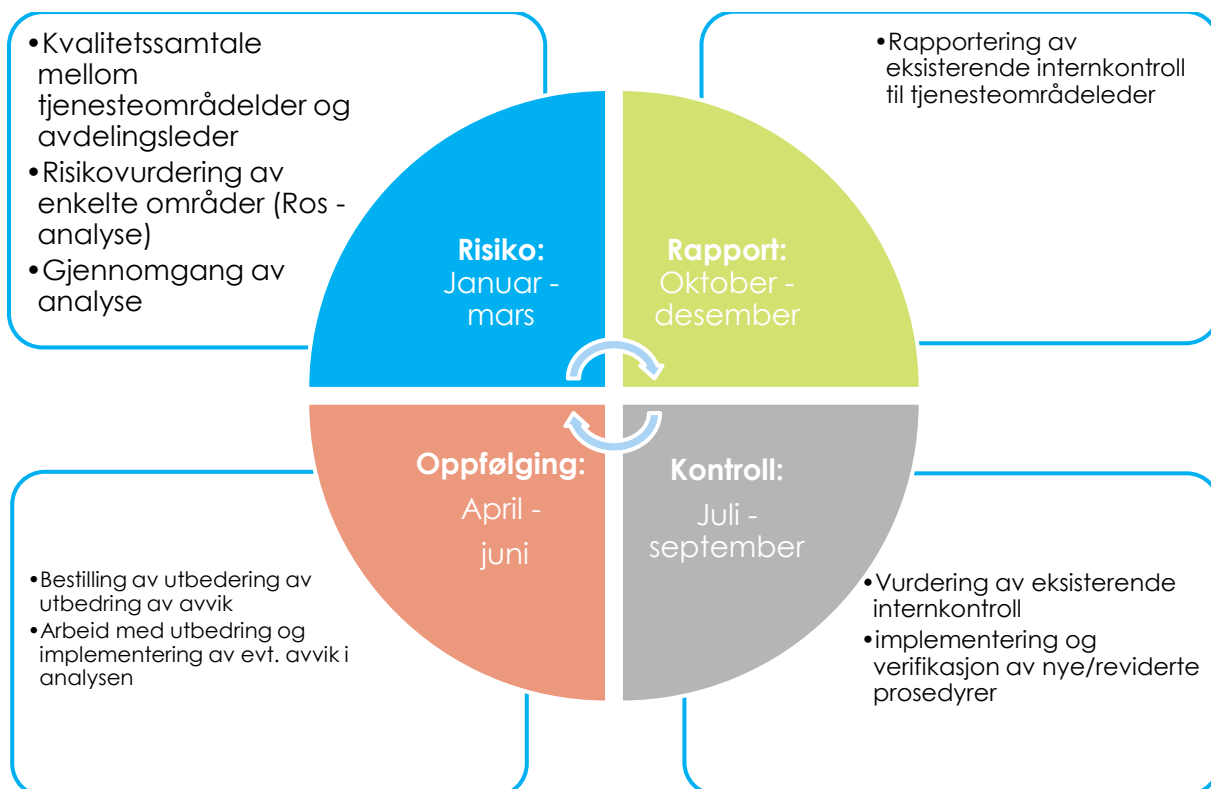 •Kvalitetssamtale
mellom
tjenesteområdelder og
avdelingsleder
•Risikovurdering av
enkelte områder (Ros -
analyse)
•Gjennomgang av
analyse
•Rapportering av
eksisterende internkontroll
til tjenesteområdeleder
Risiko:
Januar -
mars
Rapport:
Oktober -
desember
Oppfølging:
April -
juni
Kontroll:
Juli -
september
•Bestilling av utbedering av
utbedring av avvik
•Arbeid med utbedring og
implementering av evt. avvik i
analysen
•Vurdering av eksisterende
internkontroll
•implementering og
verifikasjon av nye/reviderte
prosedyrer